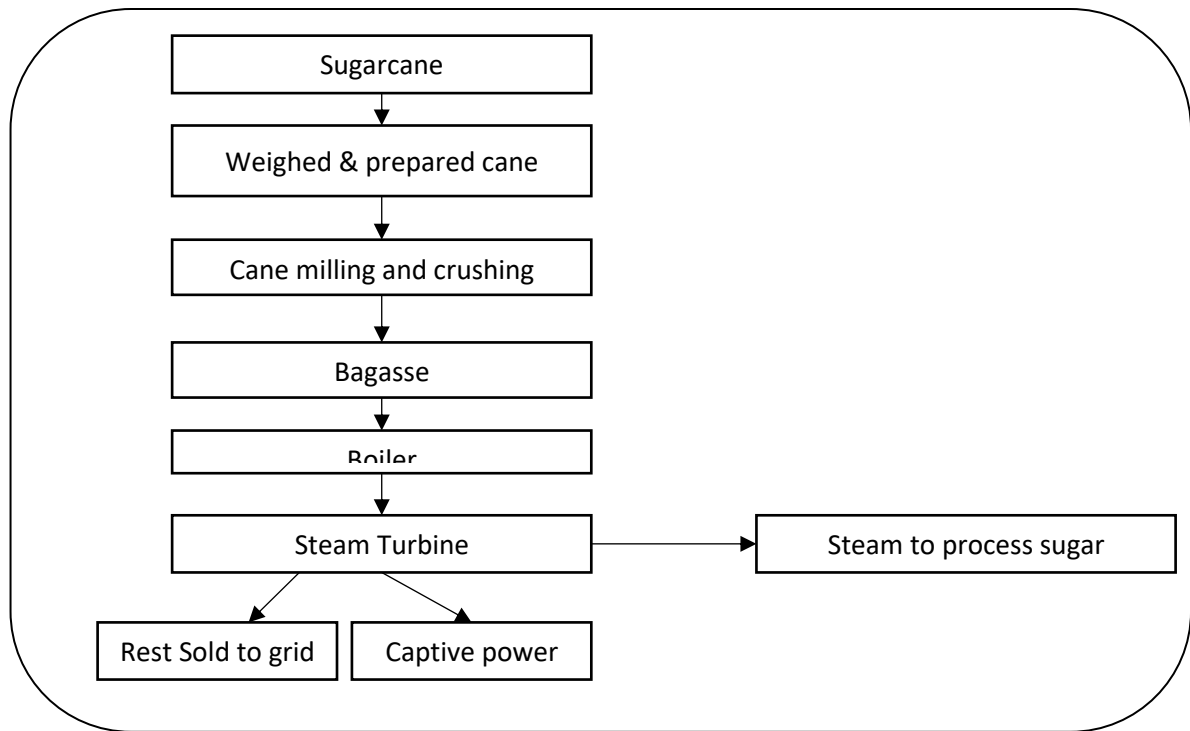 Sugarcane
Weighed & prepared cane
Cane milling and crushing
Bagasse
Boiler
Steam Turbine
Steam to process sugar
Rest Sold to grid
Captive power